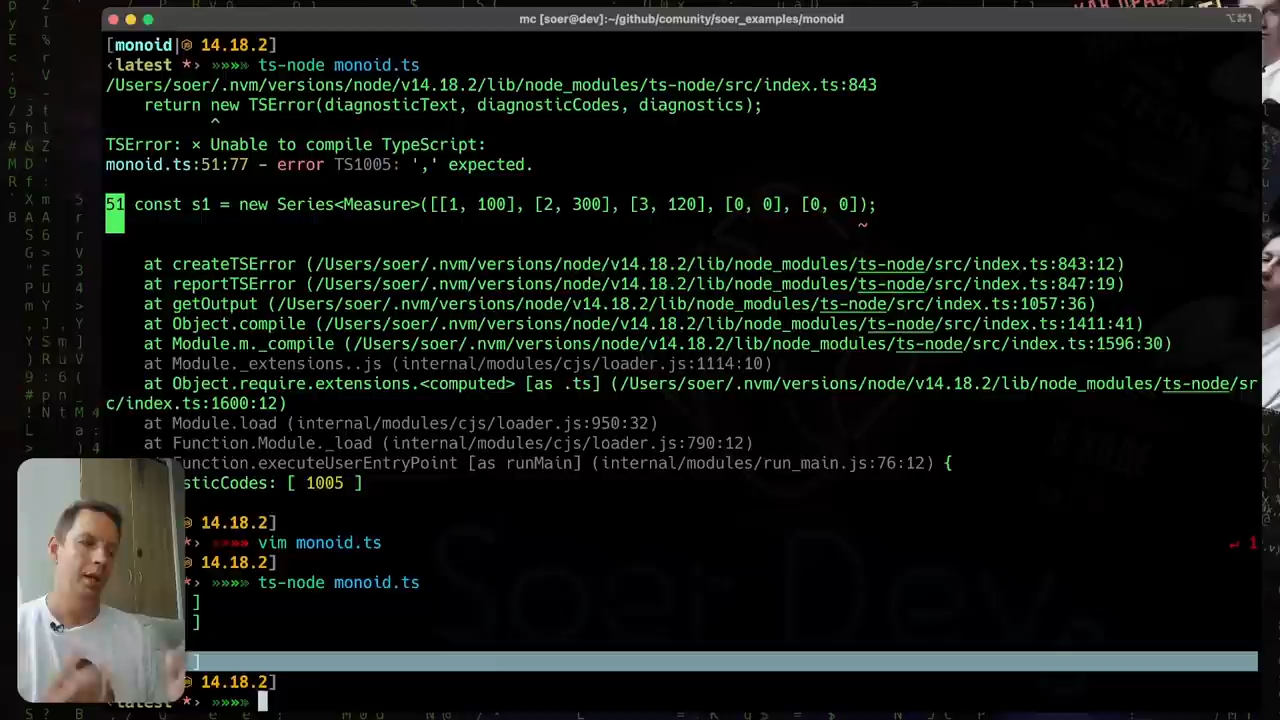 mc [soer@dev]:~/github/comunity/soer_examples/monoid
⌥⌘1
[monoid|
14.18.2]
‹latest *› »»»» ts-node monoid.ts
/Users/soer/.nvm/versions/node/v14.18.2/lib/node_modules/ts-node/src/index.ts:843
return new TSError(diagnosticText, diagnosticCodes, diagnostics);
^
TSError: ⨯ Unable to compile TypeScript:
monoid.ts:51:77 - error TS1005: ',' expected.
51 const s1 = new Series<Measure>([[1, 100], [2, 300], [3, 120], [0, 0], [0, 0]);
~
at createTSError (/Users/soer/.nvm/versions/node/v14.18.2/lib/node_modules/ts-node/src/index.ts:843:12)
at reportTSError (/Users/soer/.nvm/versions/node/v14.18.2/lib/node_modules/ts-node/src/index.ts:847:19)
at getOutput (/Users/soer/.nvm/versions/node/v14.18.2/lib/node_modules/ts-node/src/index.ts:1057:36)
at Object.compile (/Users/soer/.nvm/versions/node/v14.18.2/lib/node_modules/ts-node/src/index.ts:1411:41)
at Module.m._compile (/Users/soer/.nvm/versions/node/v14.18.2/lib/node_modules/ts-node/src/index.ts:1596:30)
at Module._extensions..js (internal/modules/cjs/loader.js:1114:10)
at Object.require.extensions.<computed> [as .ts] (/Users/soer/.nvm/versions/node/v14.18.2/lib/node_modules/ts-node/sr
c/index.ts:1600:12)
at Module.load (internal/modules/cjs/loader.js:950:32)
at Function.Module._load (internal/modules/cjs/loader.js:790:12)
at Function.executeUserEntryPoint [as runMain] (internal/modules/run_main.js:76:12) {
sticCodes: [ 1005 ]
14.18.2]
*› »»»» vim monoid.ts
↵ 1
14.18.2]
*› »»»» ts-node monoid.ts
]
]
]
14.18.2]
‹latest *› »»»»
Soer Dev